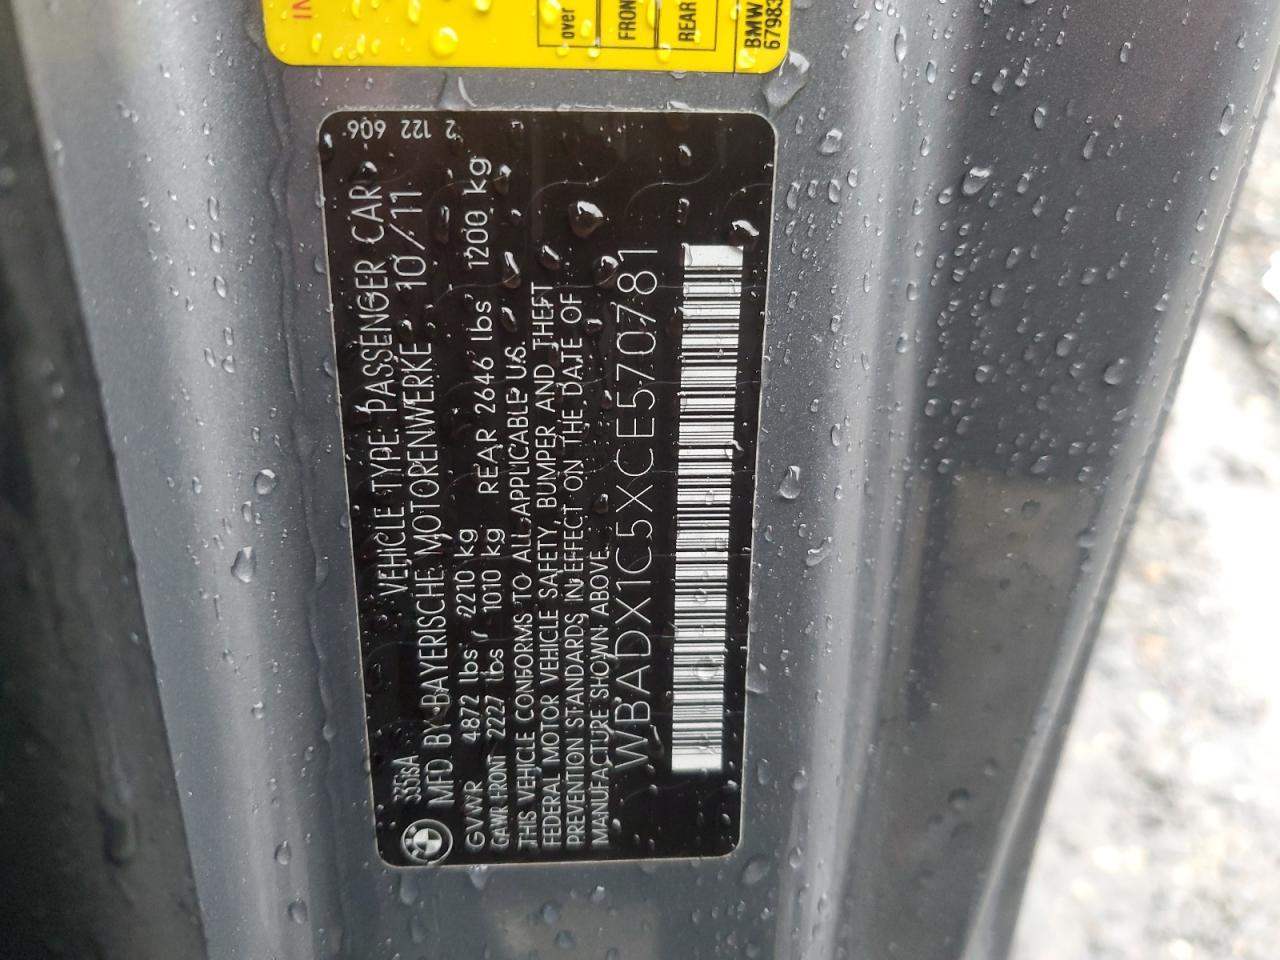 over
FRON
REAR
BMW
6798
335isA VEHICLE TYPE: PASSENGER CAR 2 122 606
MFD. BY BAYERISCHE MOTORENWERKE, 10/11
GVWR 4872 lbs / 2210 kg
GAWR FRONT 2227 lbs / 1010 kg REAR 2646 lbs 1200 kg
THIS VEHICLE CONFORMS TO ALL APPLICABLE U.S.
FEDERAL MOTOR VEHICLE SAFETY, BUMPER AND THEFT
PREVENTION STANDARDS IN EFFECT ON THE DATE OF
MANUFACTURE SHOWN ABOVE.
WBADX1C5XCE570781